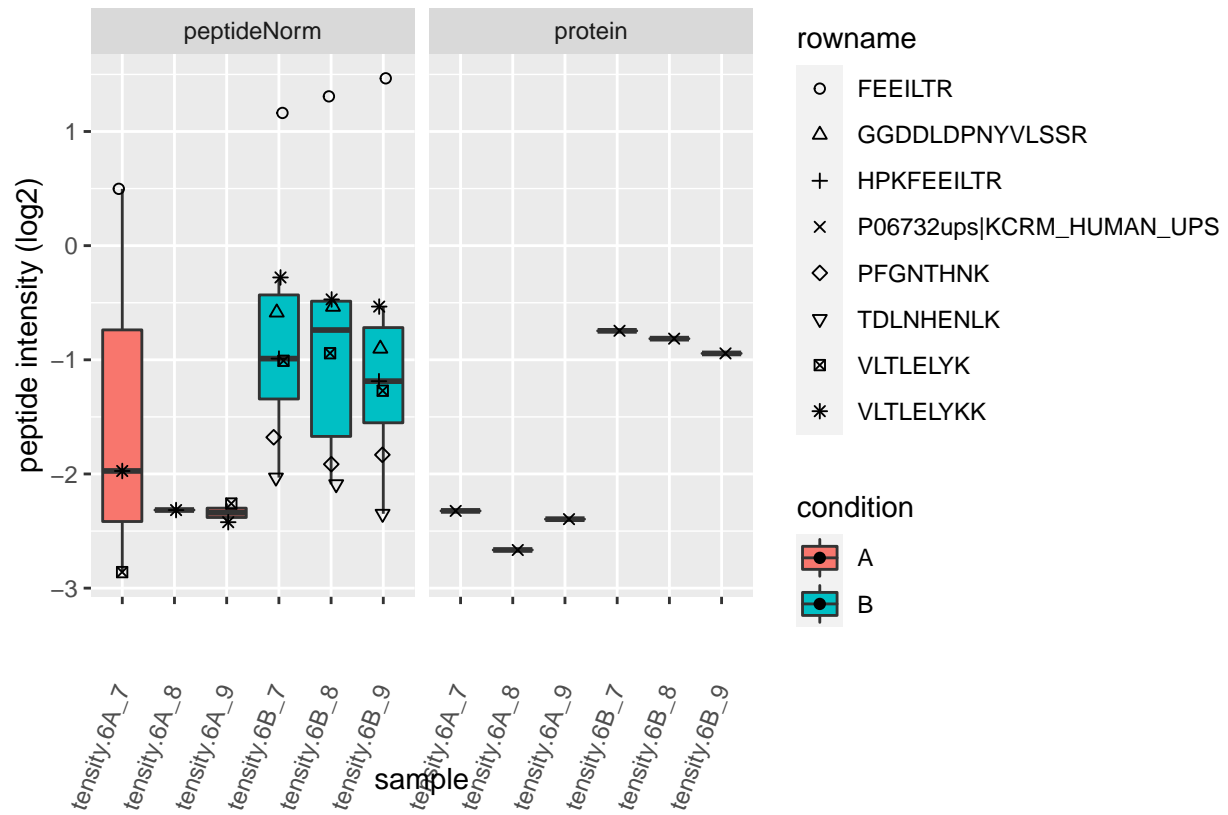 peptideNorm
protein
peptide intensity (log2)
1
0
−1
−2
−3
tensity.6A_7
tensity.6A_8
tensity.6A_9
tensity.6B_7
tensity.6B_8
tensity.6B_9
tensity.6A_7
tensity.6A_8
tensity.6A_9
tensity.6B_7
tensity.6B_8
tensity.6B_9
sample
rowname
FEEILTR
GGDDLDPNYVLSSR
HPKFEEILTR
P06732ups|KCRM_HUMAN_UPS
PFGNTHNK
TDLNHENLK
VLTLELYK
VLTLELYKK
condition
A
B